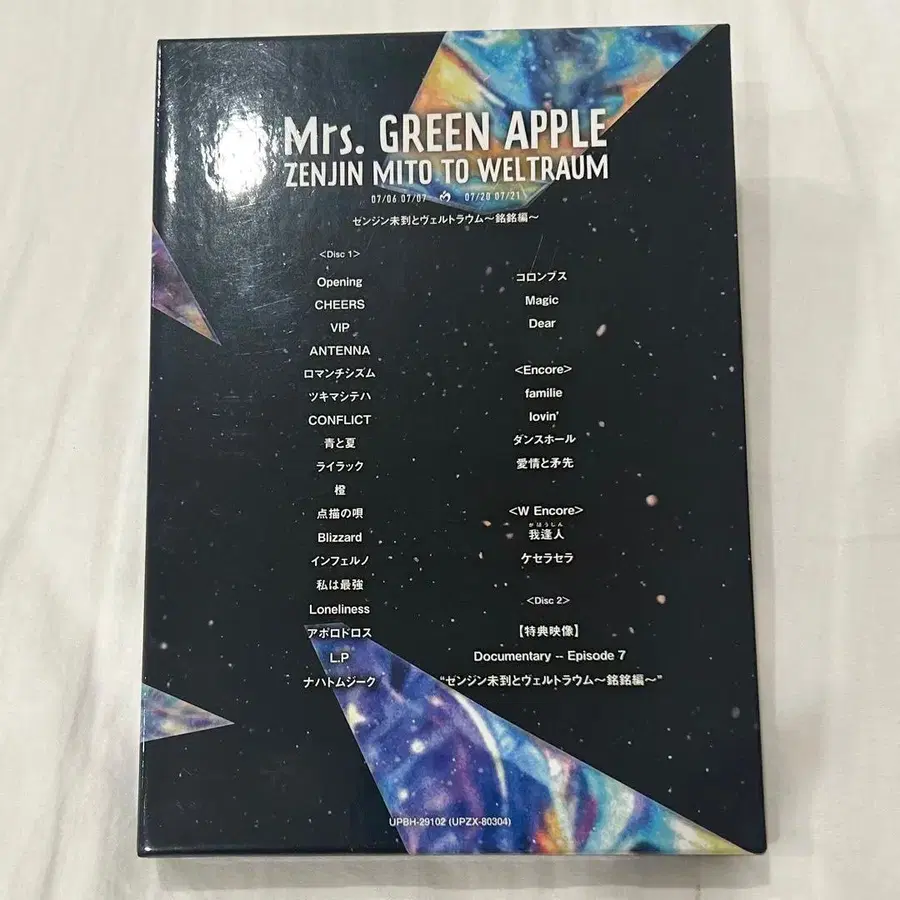 Mrs. GREEN APPLE
ZENJIN MITO TO WELTRAUM
07/06 07/07 07/20 07/21
ゼンジン未到とヴェルトラウム〜銘銘編〜
<Disc 1>
Opening
CHEERS
VIP
ANTENNA
ロマンチシズム
ツキマシテハ
CONFLICT
青と夏
ライラック
橙
点描の唄
Blizzard
インフェルノ
私は最強
Loneliness
アポロドロス
L.P
ナハトムジーク
コロンブス
Magic
Dear
<Encore>
familie
lovin'
ダンスホール
愛情と矛先
<W Encore>
がほうじん
我逢人
ケセラセラ
<Disc 2>
【特典映像】
Documentary -- Episode 7
"ゼンジン未到とヴェルトラウム〜銘銘編〜"
UPBH-29102 (UPZX-80304)